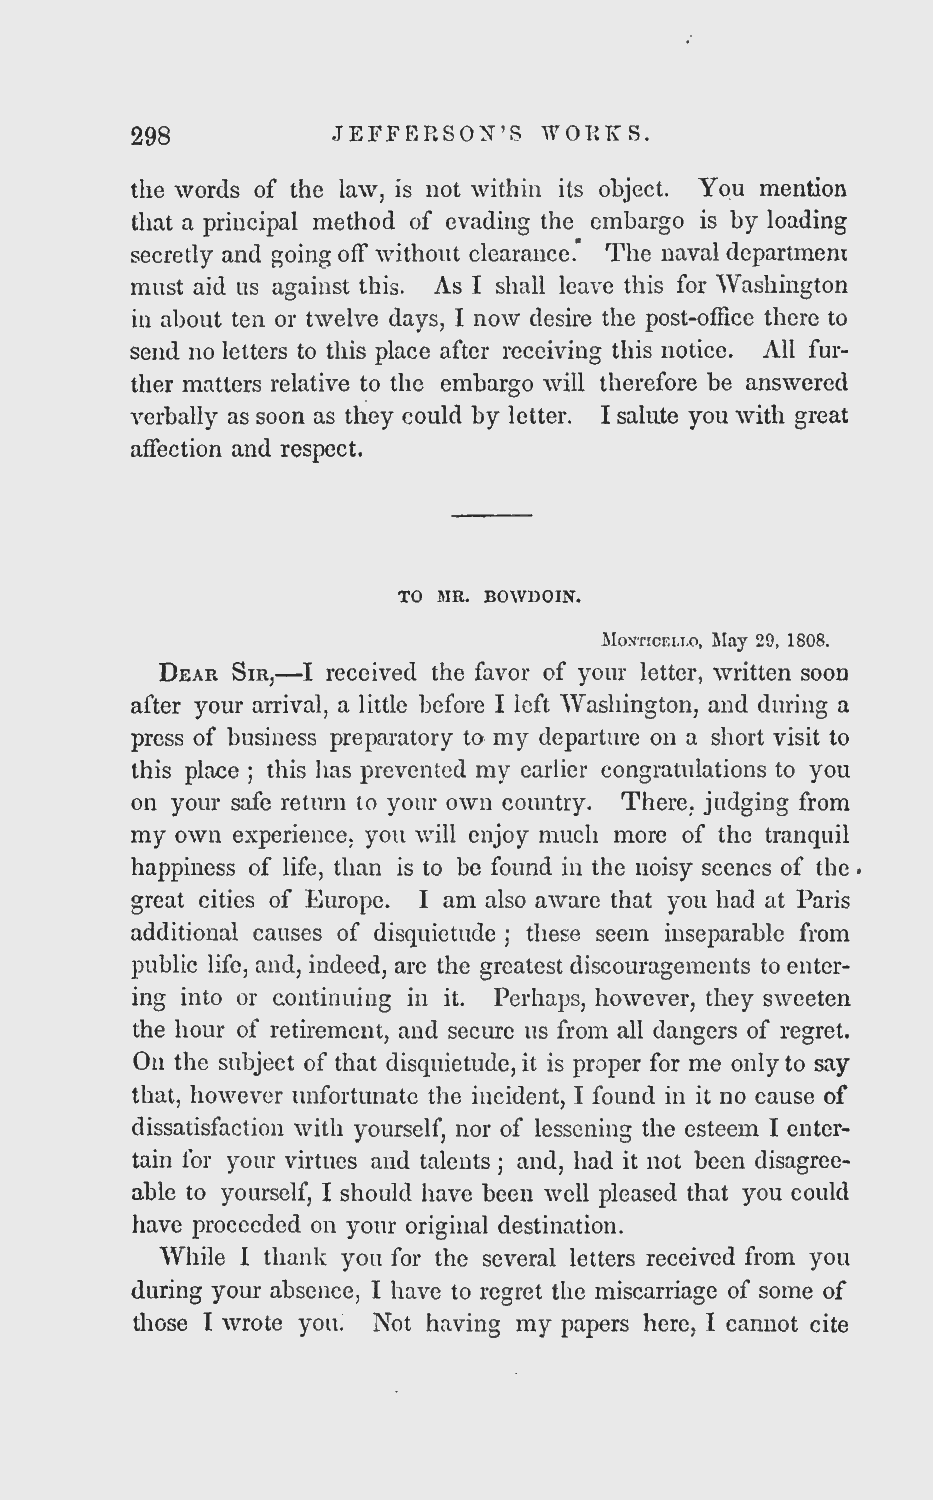 298 JEFFERSON'S WORKS.
the words of the law, is not within its object. You mention
that a principal method of evading the embargo is by loading
secretly and going off without clearance. The naval department
must aid us against this. As I shall leave this for Washington
in about ten or twelve days, I now desire the post-office there to
send no letters to this place after receiving this notice. All fur-
ther matters relative to the embargo will therefore be answered
verbally as soon as they could by letter. I salute you with great
affection and respect.
TO MR. BOWDOIN.
MONTICELLO, May 29, 1808.
DEAR SIR,—I received the favor of your letter, written soon
after your arrival, a little before I left Washington, and during a
press of business preparatory to my departure on a short visit to
this place ; this has prevented my earlier congratulations to you
on your safe return to your own country. There, judging from
my own experience, you will enjoy much more of the tranquil
happiness of life, than is to be found in the noisy scenes of the
great cities of Europe. I am also aware that you had at Paris
additional causes of disquietude ; these seem inseparable from
public life, and, indeed, are the greatest discouragements to enter-
ing into or continuing in it. Perhaps, however, they sweeten
the hour of retirement, and secure us from all dangers of regret.
On the subject of that disquietude, it is proper for me only to say
that, however unfortunate the incident, I found in it no cause of
dissatisfaction with yourself, nor of lessening the esteem I enter-
tain for your virtues and talents ; and, had it not been disagree-
able to yourself, I should have been well pleased that you could
have proceeded on your original destination.
While I thank you for the several letters received from you
during your absence, I have to regret the miscarriage of some of
those I wrote you. Not having my papers here, I cannot cite